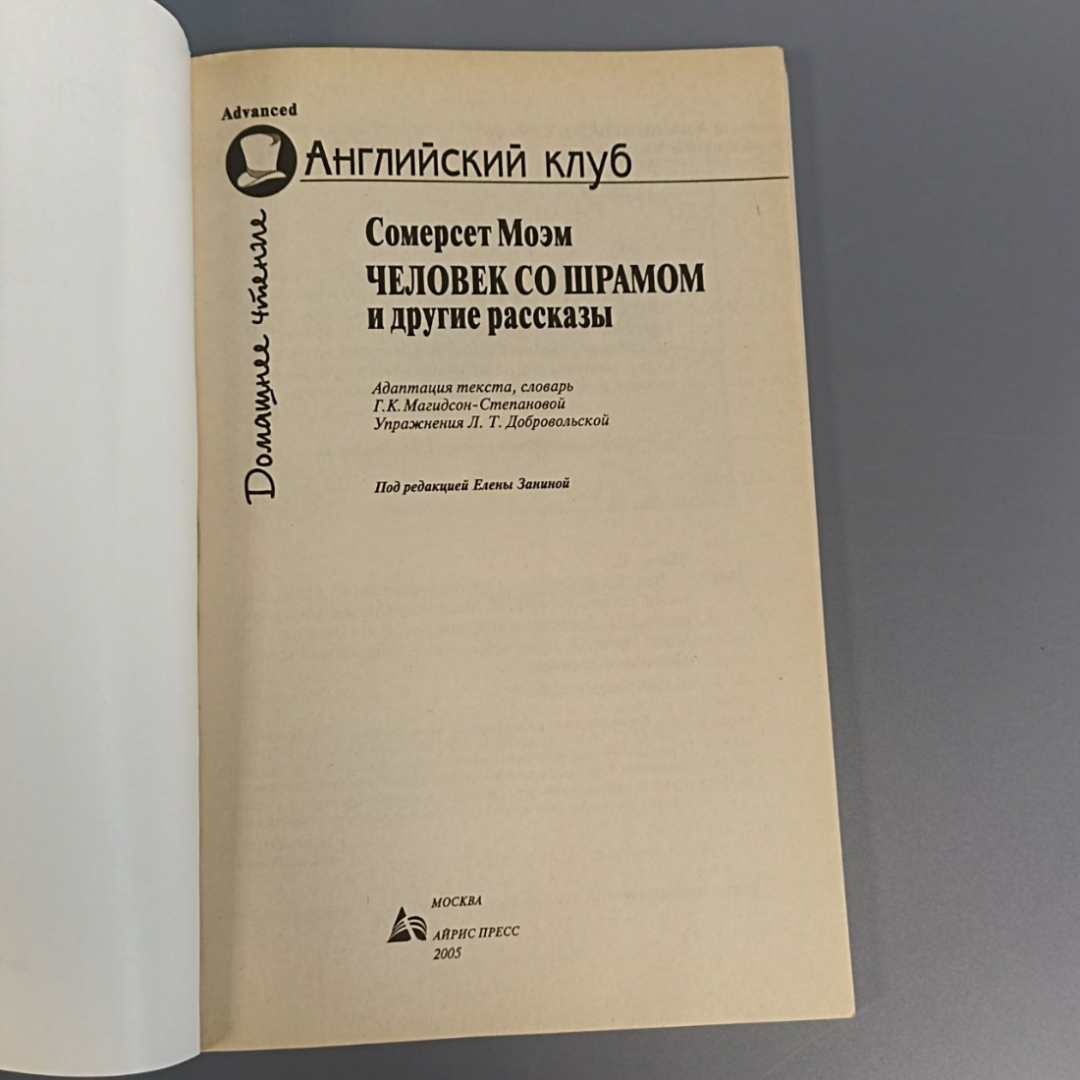 Advanced
Английский клуб
Домашнее чтение
Сомерсет Моэм
ЧЕЛОВЕК СО ШРАМОМ
и другие рассказы
Адаптация текста, словарь
Г. К. Магидсон-Степановой
Упражнения Л. Т. Добровольской
Под редакцией Елены Заниной
МОСКВА
АЙРИС ПРЕСС
2005